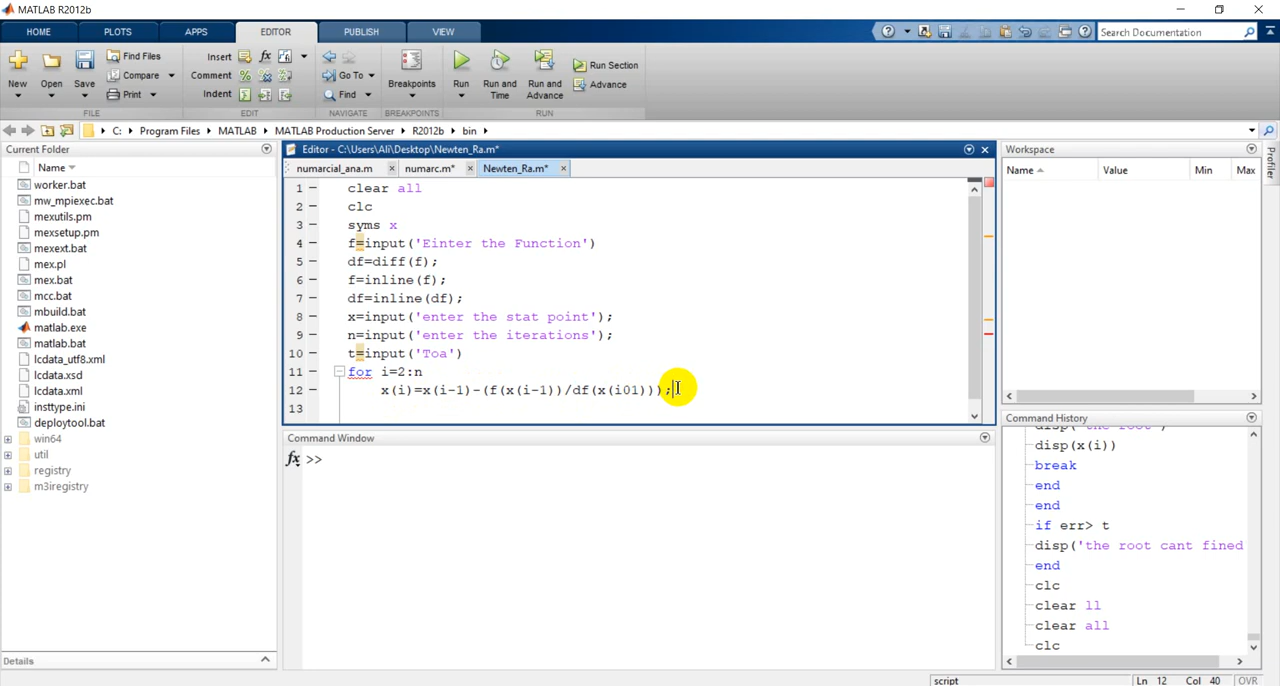 MATLAB R2012b
HOME PLOTS APPS EDITOR PUBLISH VIEW Search Documentation
Find Files Insert fx
Compare Comment % Go To Breakpoints Run Run and Run and Run Section
New Open Save Print Indent Find Time Advance Advance
FILE EDIT NAVIGATE BREAKPOINTS RUN
C: Program Files MATLAB MATLAB Production Server R2012b bin
Current Folder
Name
worker.bat
mw_mpiexec.bat
mexutils.pm
mexsetup.pm
mexext.bat
mex.pl
mex.bat
mcc.bat
mbuild.bat
matlab.exe
matlab.bat
lcdata_utf8.xml
lcdata.xsd
lcdata.xml
insttype.ini
deploytool.bat
win64
util
registry
m3iregistry
Details
Editor - C:\Users\Ali\Desktop\Newten_Ra.m*
numarcial_ana.m numarc.m* Newten_Ra.m*
1 clear all
2 clc
3 syms x
4 f=input('Einter the Function')
5 df=diff(f);
6 f=inline(f);
7 df=inline(df);
8 x=input('enter the stat point');
9 n=input('enter the iterations');
10 t=input('Toa')
11 for i=2:n
12 x(i)=x(i-1)-(f(x(i-1))/df(x(i01)));
13
Command Window
fx >>
Workspace
Name Value Min Max
Profiler
Command History
disp('the root')
disp(x(i))
break
end
end
if err> t
disp('the root cant fined
end
clc
clear ll
clear all
clc
script Ln 12 Col 40 OVR